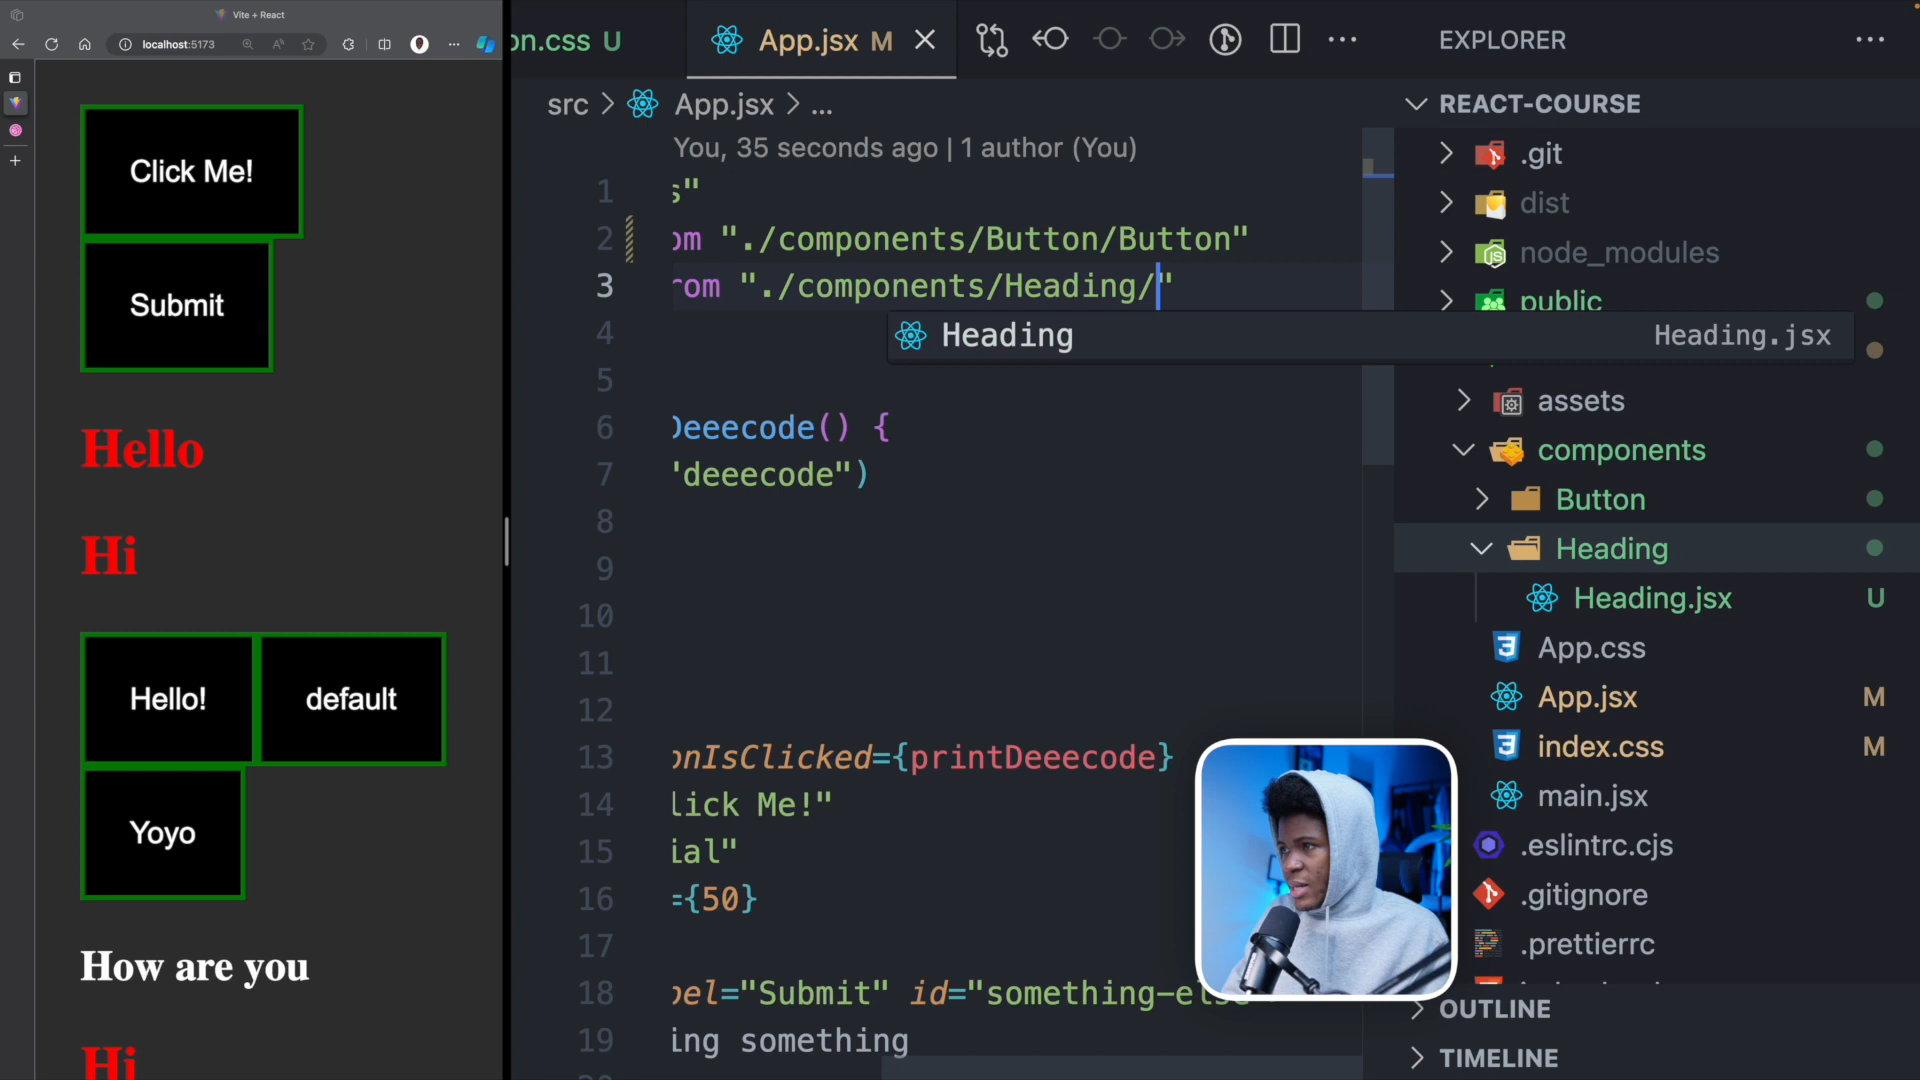 Vite + React
localhost:5173
Click Me!
Submit
Hello
Hi
Hello!
default
Yoyo
How are you
Hi
on.css U
App.jsx M
src > App.jsx > ...
You, 35 seconds ago | 1 author (You)
1 s"
2 om "./components/Button/Button"
3 rom "./components/Heading/"
Heading Heading.jsx
4
5
6 Deeecode() {
7 "deeecode")
8
9
10
11
12
13 onIsClicked={printDeeecode}
14 lick Me!"
15 ial"
16 ={50}
17
18 bel="Submit" id="something-else"
19 ing something
EXPLORER
REACT-COURSE
.git
dist
node_modules
public
assets
components
Button
Heading
Heading.jsx U
App.css
App.jsx M
index.css M
main.jsx
.eslintrc.cjs
.gitignore
.prettierrc
OUTLINE
TIMELINE